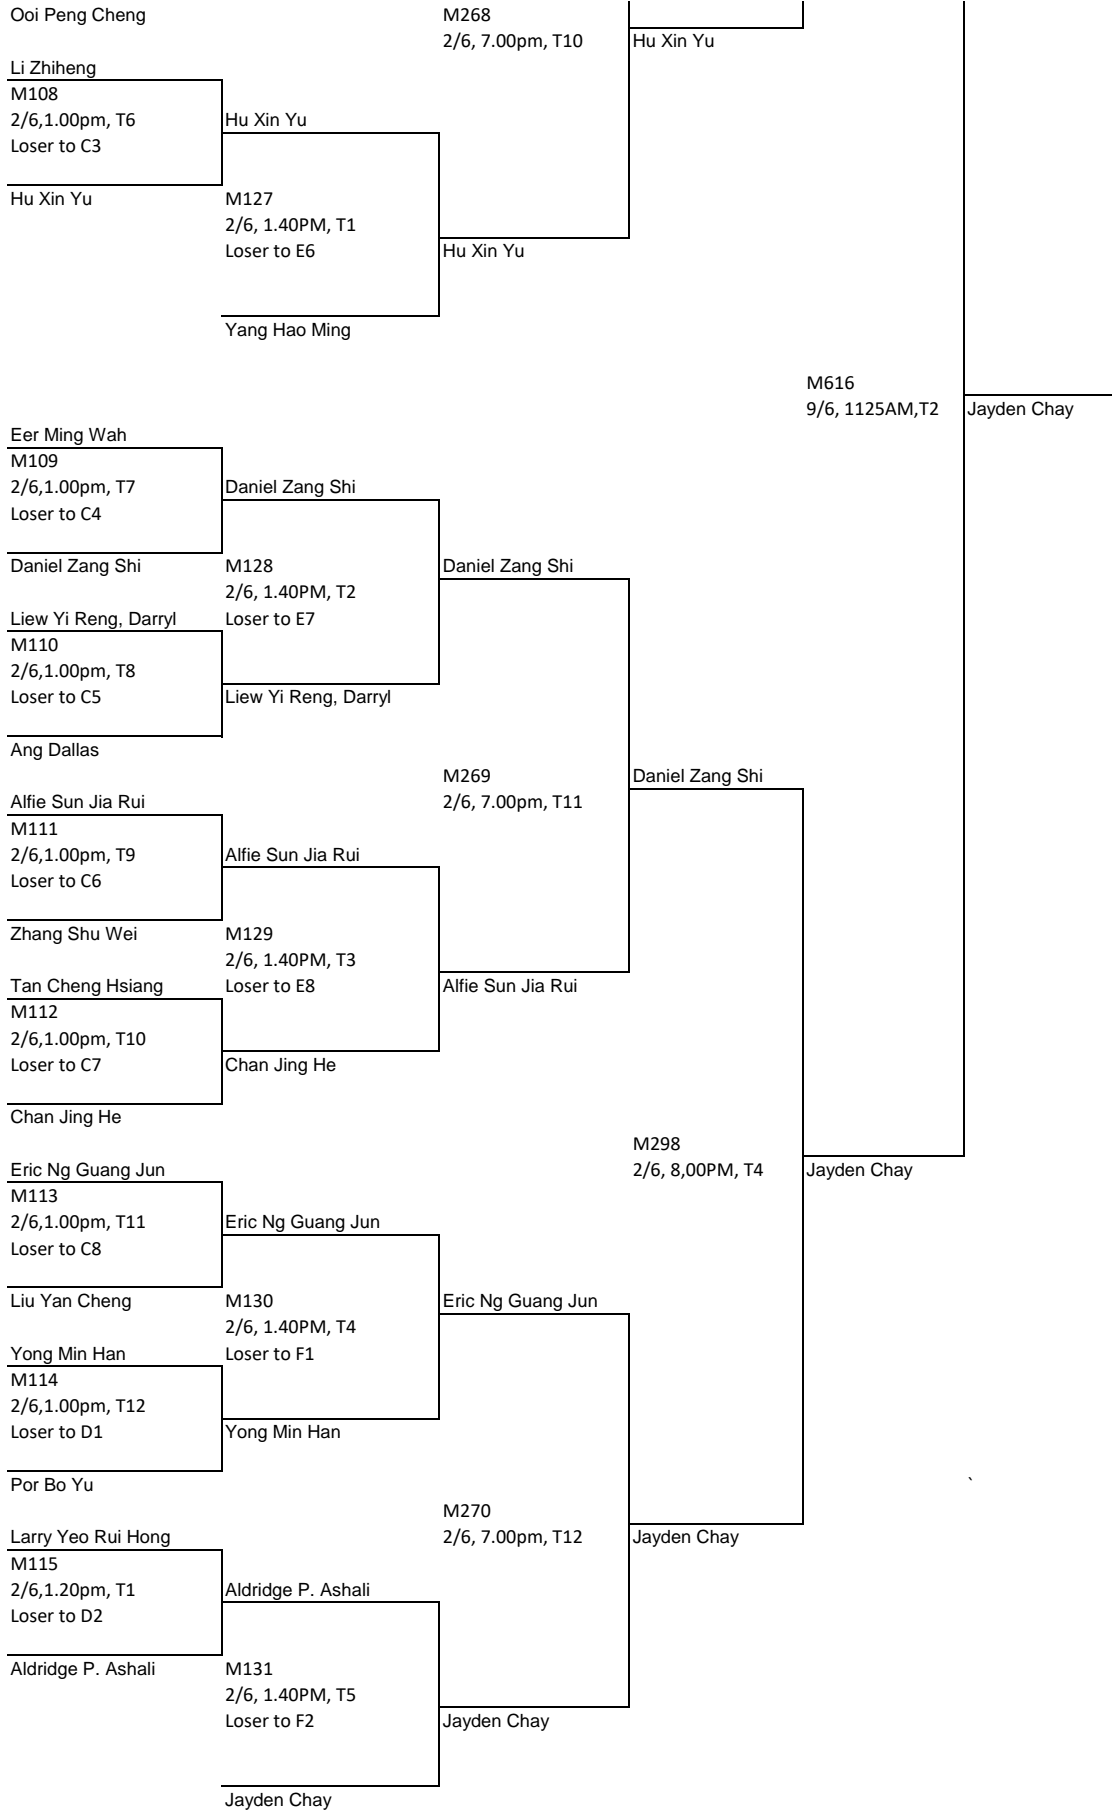 Ooi Peng Cheng
M268
2/6, 7.00pm, T10
Hu Xin Yu
Li Zhiheng
M108
2/6,1.00pm, T6
Loser to C3
Hu Xin Yu
Hu Xin Yu
M127
2/6, 1.40PM, T1
Loser to E6
Hu Xin Yu
Yang Hao Ming
M616
9/6, 1125AM,T2
Jayden Chay
Eer Ming Wah
M109
2/6,1.00pm, T7
Loser to C4
Daniel Zang Shi
Daniel Zang Shi
M128
2/6, 1.40PM, T2
Loser to E7
Daniel Zang Shi
Liew Yi Reng, Darryl
M110
2/6,1.00pm, T8
Loser to C5
Liew Yi Reng, Darryl
Ang Dallas
M269
2/6, 7.00pm, T11
Daniel Zang Shi
Alfie Sun Jia Rui
M111
2/6,1.00pm, T9
Loser to C6
Alfie Sun Jia Rui
Zhang Shu Wei
M129
2/6, 1.40PM, T3
Loser to E8
Alfie Sun Jia Rui
Tan Cheng Hsiang
M112
2/6,1.00pm, T10
Loser to C7
Chan Jing He
Chan Jing He
M298
2/6, 8,00PM, T4
Jayden Chay
Eric Ng Guang Jun
M113
2/6,1.00pm, T11
Loser to C8
Eric Ng Guang Jun
Liu Yan Cheng
M130
2/6, 1.40PM, T4
Loser to F1
Eric Ng Guang Jun
Yong Min Han
M114
2/6,1.00pm, T12
Loser to D1
Yong Min Han
Por Bo Yu
`
M270
2/6, 7.00pm, T12
Jayden Chay
Larry Yeo Rui Hong
M115
2/6,1.20pm, T1
Loser to D2
Aldridge P. Ashali
Aldridge P. Ashali
M131
2/6, 1.40PM, T5
Loser to F2
Jayden Chay
Jayden Chay